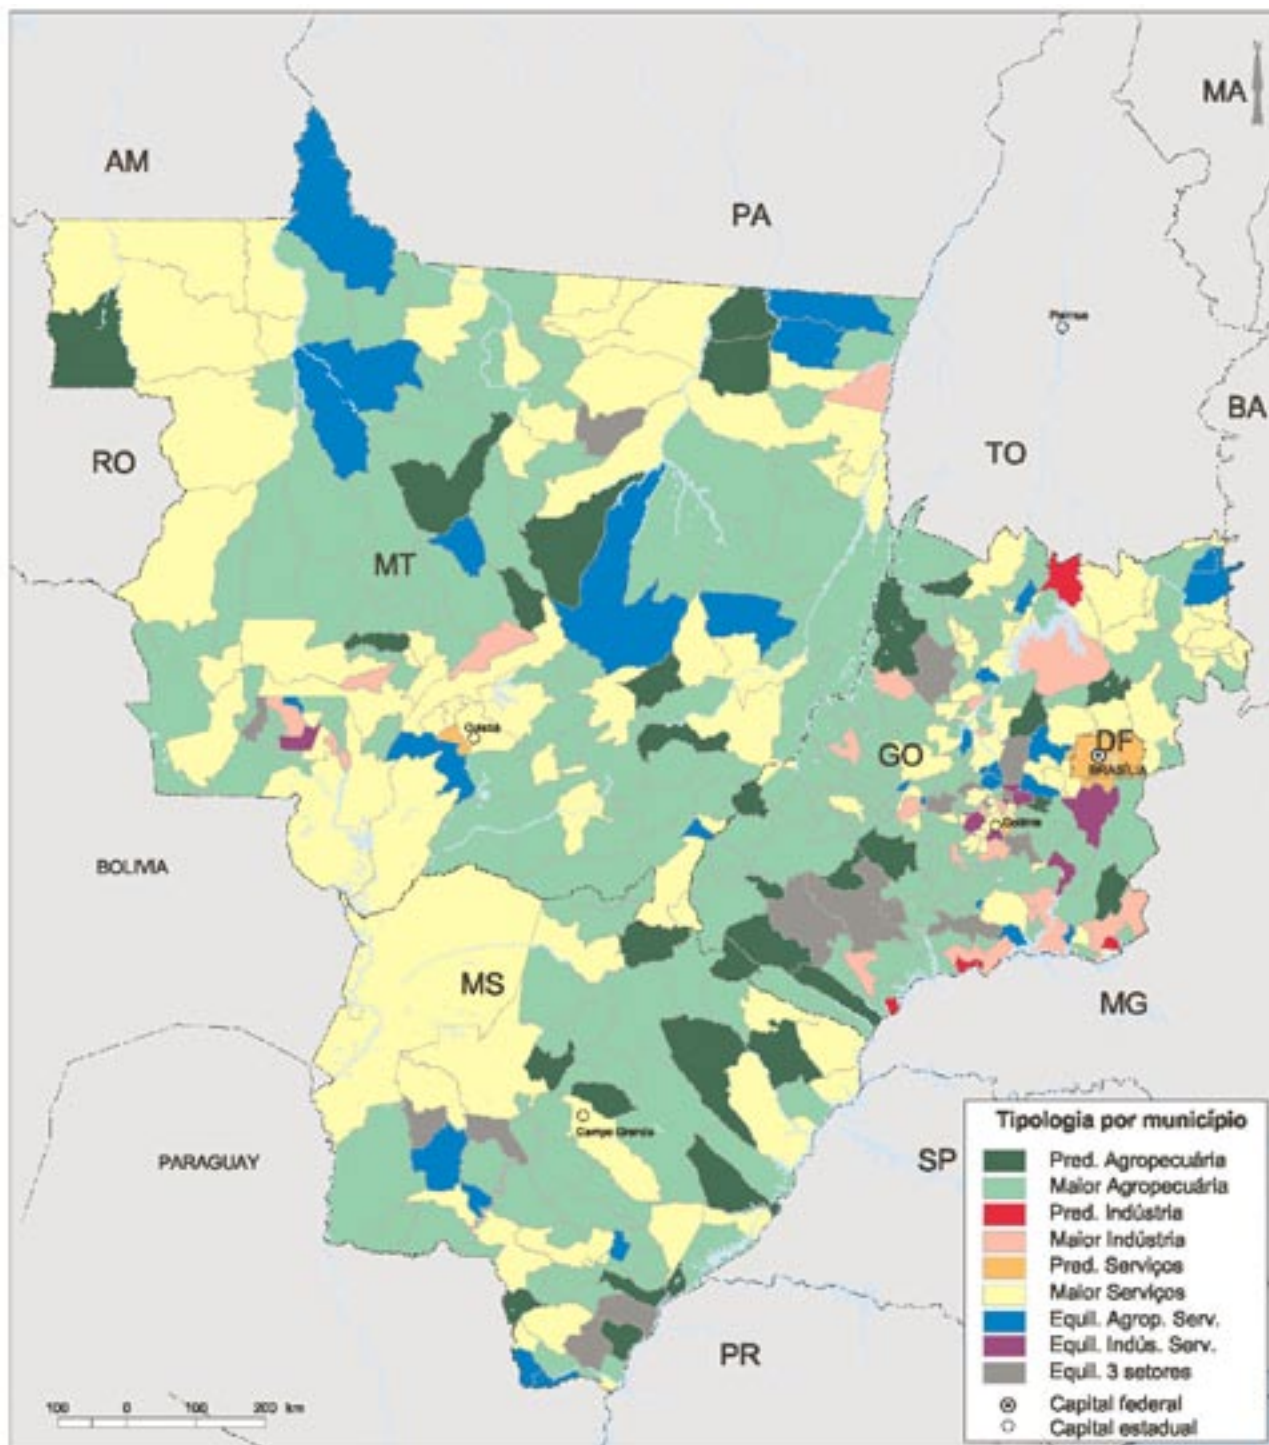 MA
AM
PA
Palmas
BA
RO
TO
MT
Cuiabá
GO
DF
BRASÍLIA
Goiânia
BOLIVIA
MS
MG
Campo Grande
PARAGUAY
SP
PR
Tipologia por município
Pred. Agropecuária
Maior Agropecuária
Pred. Indústria
Maior Indústria
Pred. Serviços
Maior Serviços
Equil. Agrop. Serv.
Equil. Indús. Serv.
Equil. 3 setores
Capital federal
Capital estadual
100 0 100 200 km